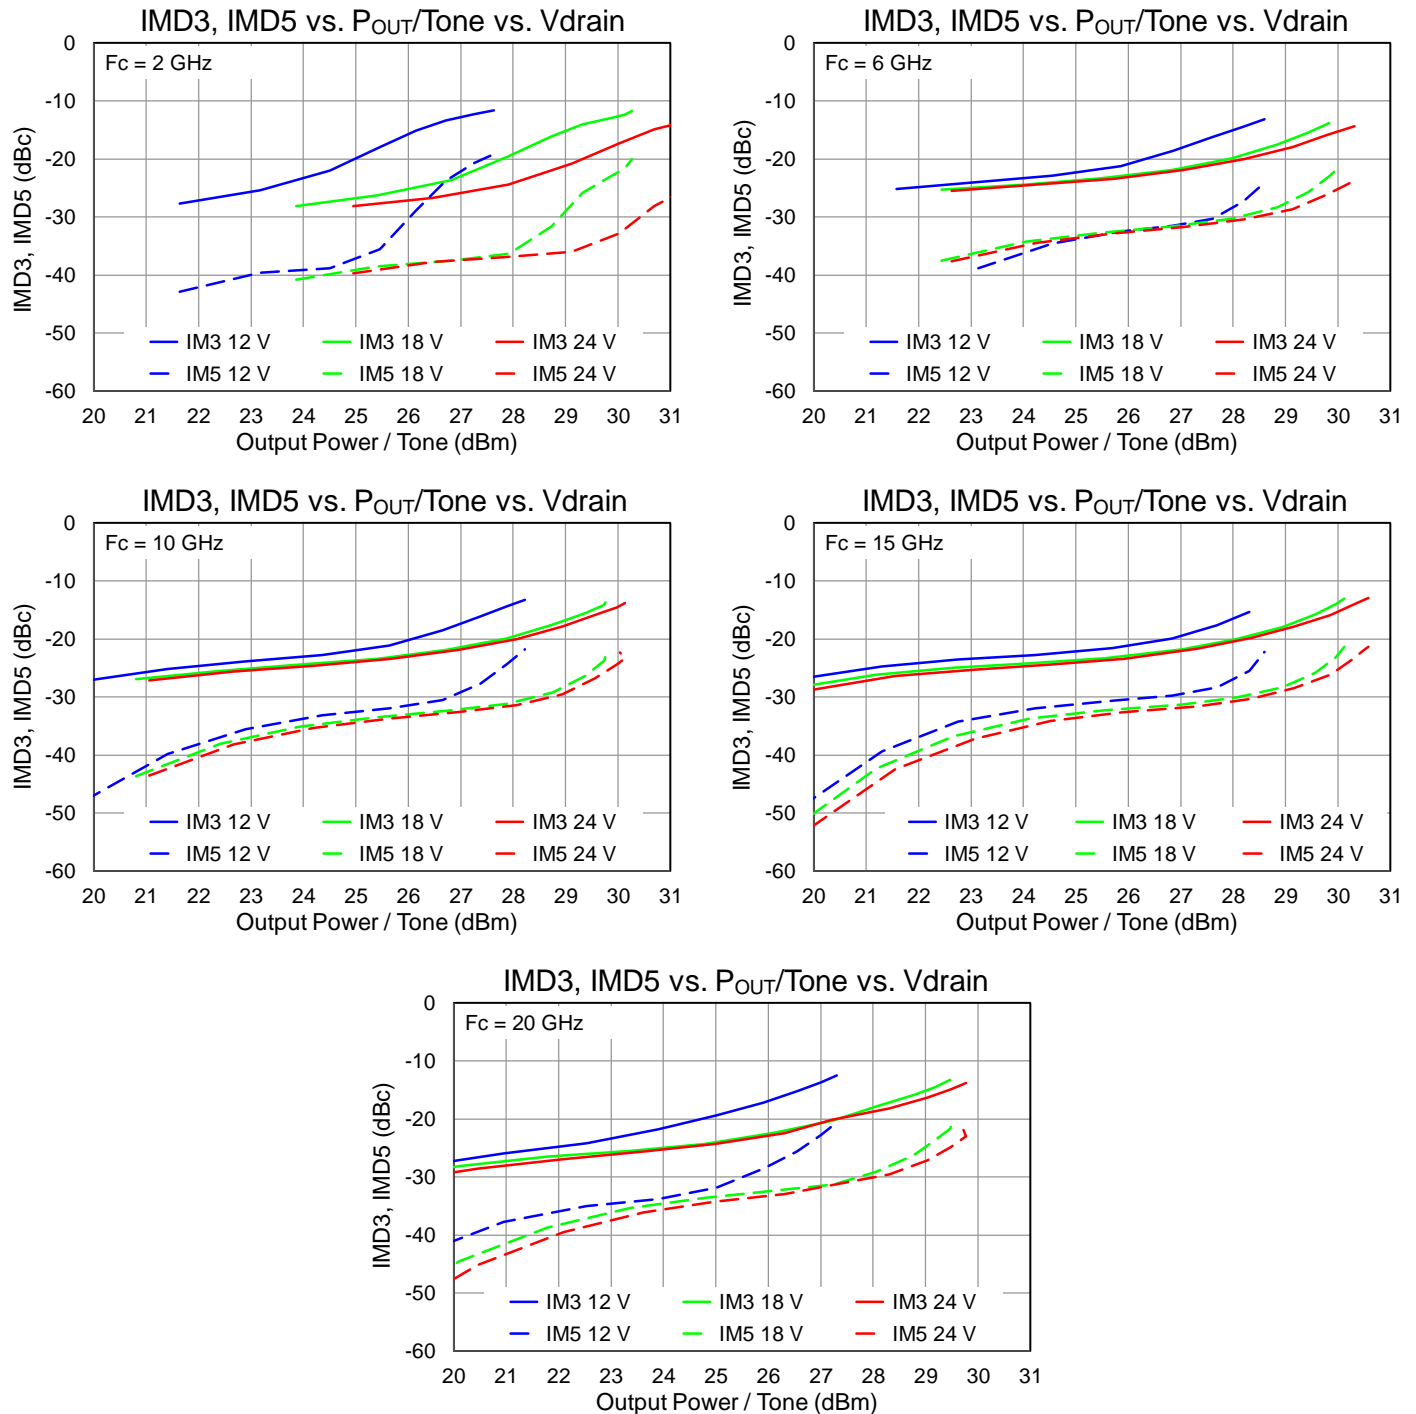 IMD3, IMD5 vs. POUT/Tone vs. Vdrain
IMD3, IMD5 (dBc)
0
-10
-20
-30
-40
-50
-60
Fc = 2 GHz
IM3 12 V IM3 18 V IM3 24 V
IM5 12 V IM5 18 V IM5 24 V
20 21 22 23 24 25 26 27 28 29 30 31
Output Power / Tone (dBm)
IMD3, IMD5 vs. POUT/Tone vs. Vdrain
IMD3, IMD5 (dBc)
0
-10
-20
-30
-40
-50
-60
Fc = 6 GHz
IM3 12 V IM3 18 V IM3 24 V
IM5 12 V IM5 18 V IM5 24 V
20 21 22 23 24 25 26 27 28 29 30 31
Output Power / Tone (dBm)
IMD3, IMD5 vs. POUT/Tone vs. Vdrain
IMD3, IMD5 (dBc)
0
-10
-20
-30
-40
-50
-60
Fc = 10 GHz
IM3 12 V IM3 18 V IM3 24 V
IM5 12 V IM5 18 V IM5 24 V
20 21 22 23 24 25 26 27 28 29 30 31
Output Power / Tone (dBm)
IMD3, IMD5 vs. POUT/Tone vs. Vdrain
IMD3, IMD5 (dBc)
0
-10
-20
-30
-40
-50
-60
Fc = 15 GHz
IM3 12 V IM3 18 V IM3 24 V
IM5 12 V IM5 18 V IM5 24 V
20 21 22 23 24 25 26 27 28 29 30 31
Output Power / Tone (dBm)
IMD3, IMD5 vs. POUT/Tone vs. Vdrain
IMD3, IMD5 (dBc)
0
-10
-20
-30
-40
-50
-60
Fc = 20 GHz
IM3 12 V IM3 18 V IM3 24 V
IM5 12 V IM5 18 V IM5 24 V
20 21 22 23 24 25 26 27 28 29 30 31
Output Power / Tone (dBm)